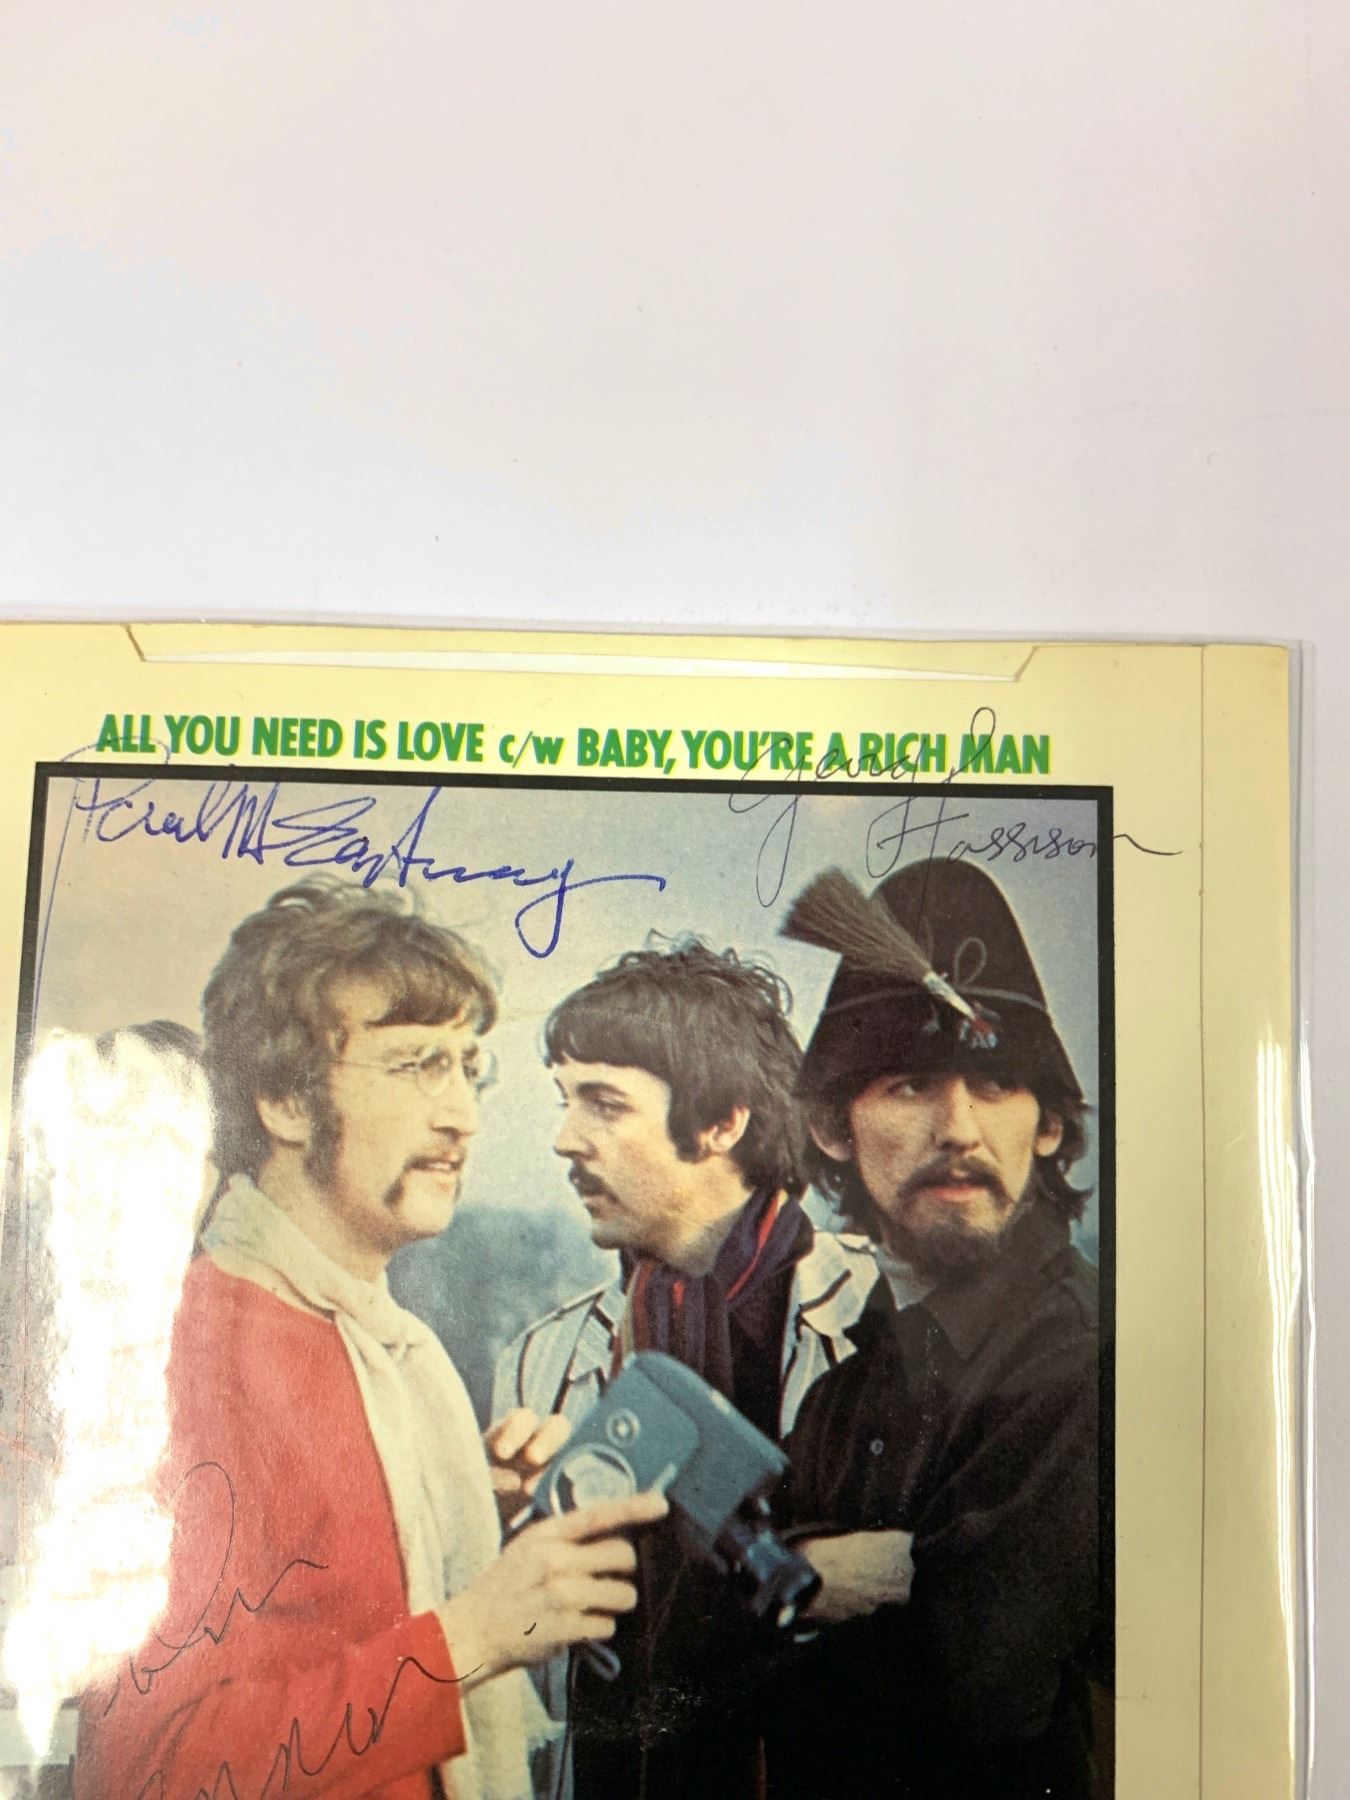 ALL YOU NEED IS LOVE c/w BABY, YOU'RE A RICH MAN
Paul McCartney
George
Harrison